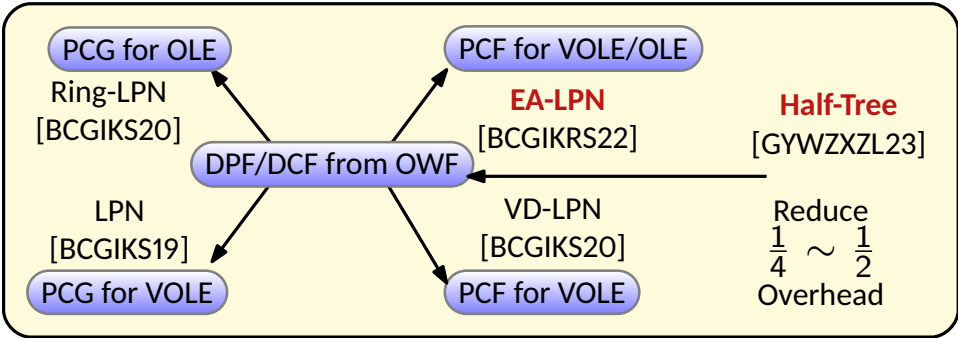 PCG for OLE
PCF for VOLE/OLE
Ring-LPN
[BCGIKS20]
EA-LPN
[BCGIKRS22]
Half-Tree
[GYWZXZL23]
DPF/DCF from OWF
LPN
[BCGIKS19]
VD-LPN
[BCGIKS20]
Reduce
1/4 ∼ 1/2
Overhead
PCG for VOLE
PCF for VOLE